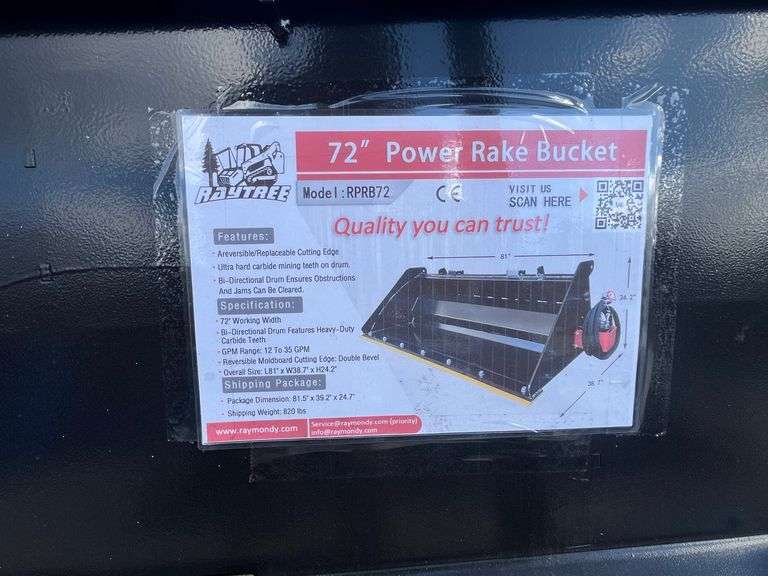 RAYTREE
72" Power Rake Bucket
Model:RPRB72
CE
VISIT US
SCAN HERE
Quality you can trust!
Features:
· Areversible/Replaceable Cutting Edge
· Ultra hard carbide mining teeth on drum.
· Bi-Directional Drum Ensures Obstructions
And Jams Can Be Cleared.
Specification:
· 72" Working Width
· Bi-Directional Drum Features Heavy-Duty
Carbide Teeth
· GPM Range: 12 To 35 GPM
· Reversible Moldboard Cutting Edge: Double Bevel
· Overall Size: L81" x W38.7" x H24.2"
Shipping Package:
· Package Dimension: 81.5" x 39.2" x 24.7"
· Shipping Weight: 820 lbs
81"
24.2"
38.7"
www.raymondy.com
Service@raymondy.com (priority)
info@raymondy.com